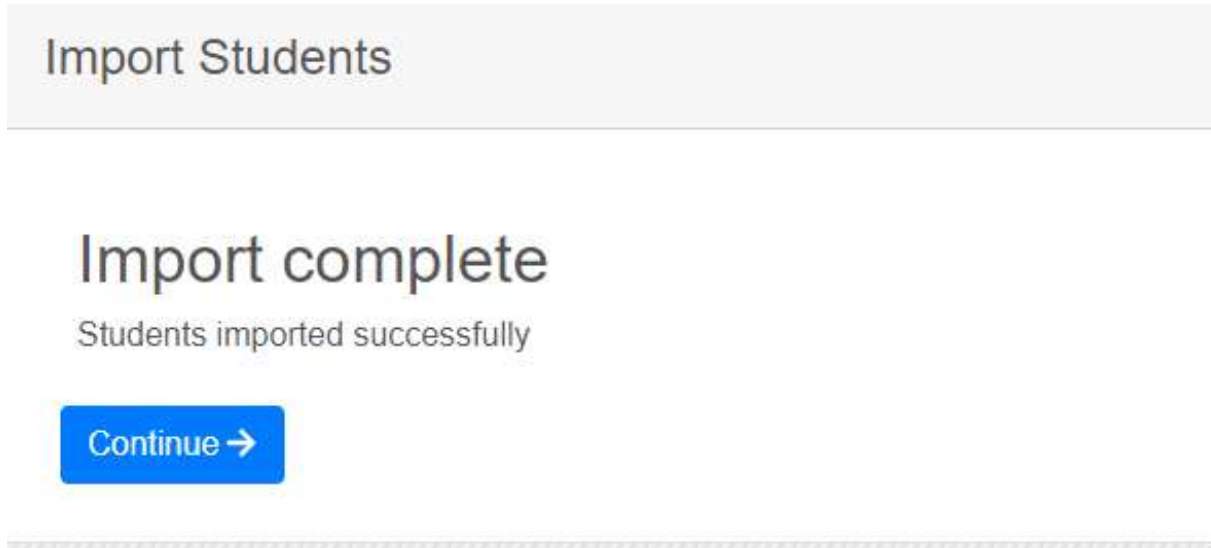 Import Students
Import complete
Students imported successfully
Continue →